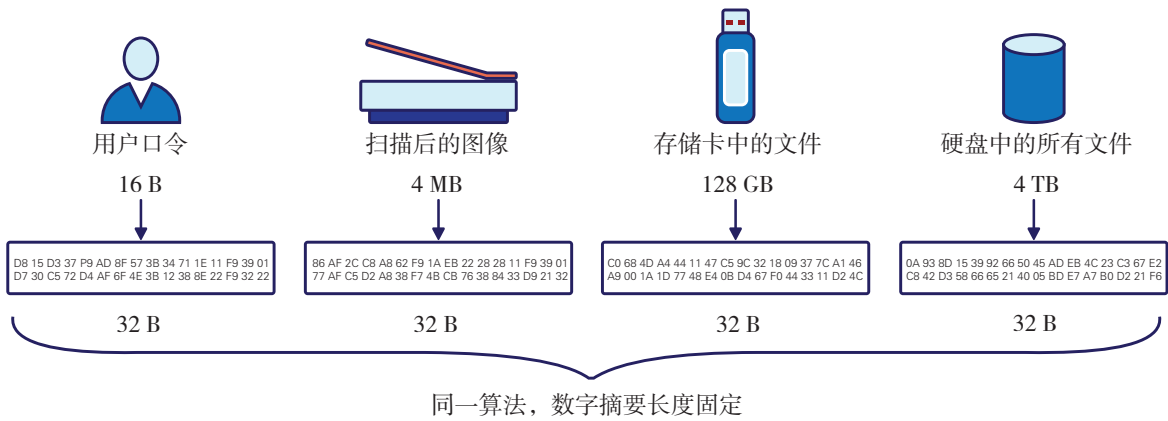 用户口令
扫描后的图像
存储卡中的文件
硬盘中的所有文件
16 B
4 MB
128 GB
4 TB
D8 15 D3 37 P9 AD 8F 57 3B 34 71 1E 11 F9 39 01
D7 30 C5 72 D4 AF 6F 4E 3B 12 38 8E 22 F9 32 22
86 AF 2C C8 A8 62 F9 1A EB 22 28 28 11 F9 39 01
77 AF C5 D2 A8 38 F7 4B CB 76 38 84 33 D9 21 32
C0 68 4D A4 44 11 47 C5 9C 32 18 09 37 7C A1 46
A9 00 1A 1D 77 48 E4 0B D4 67 F0 44 33 11 D2 4C
0A 93 8D 15 39 92 66 50 45 AD EB 4C 23 C3 67 E2
C8 42 D3 58 66 65 21 40 05 BD E7 A7 B0 D2 21 F6
32 B
32 B
32 B
32 B
同一算法，数字摘要长度固定